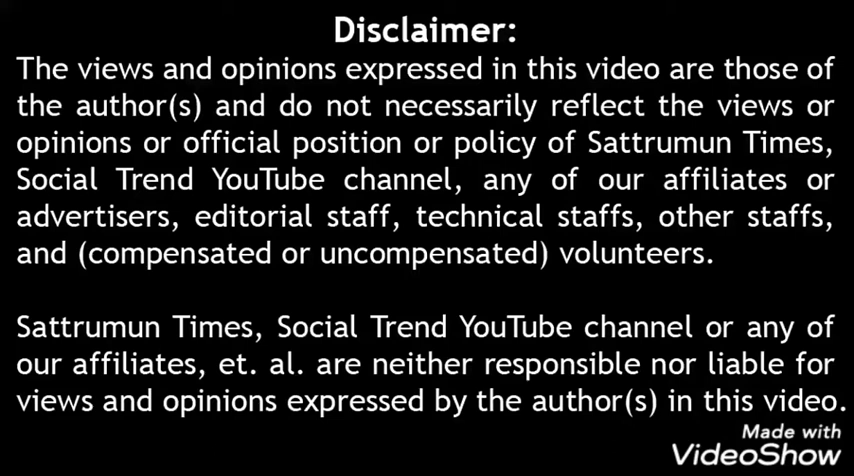 Disclaimer:
The views and opinions expressed in this video are those of
the author(s) and do not necessarily reflect the views or
opinions or official position or policy of Sattrumun Times,
Social Trend YouTube channel, any of our affiliates or
advertisers, editorial staff, technical staffs, other staffs,
and (compensated or uncompensated) volunteers.
Sattrumun Times, Social Trend YouTube channel or any of
our affiliates, et. al. are neither responsible nor liable for
views and opinions expressed by the author(s) in this video.
Made with
VideoShow